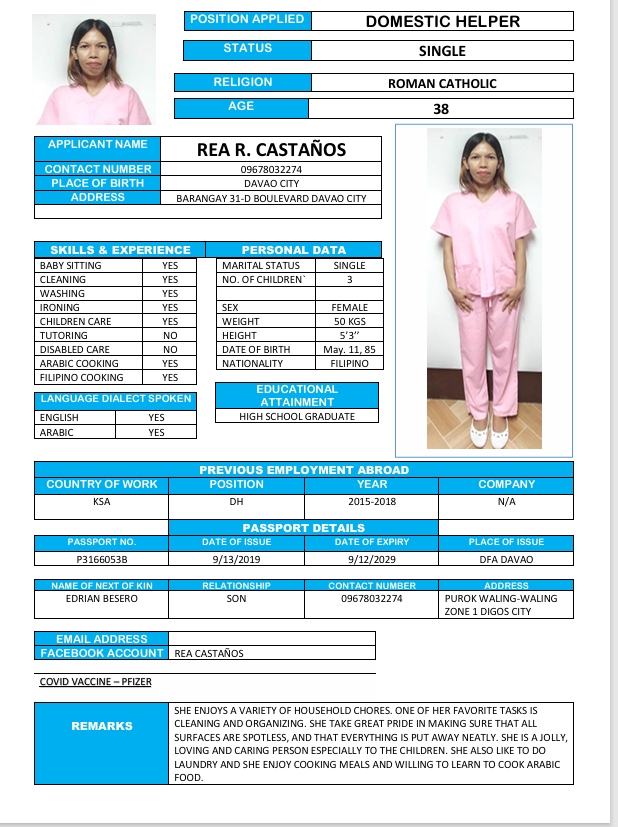 POSITION APPLIED DOMESTIC HELPER
STATUS SINGLE
RELIGION ROMAN CATHOLIC
AGE 38
APPLICANT NAME REA R. CASTAÑOS
CONTACT NUMBER 09678032274
PLACE OF BIRTH DAVAO CITY
ADDRESS BARANGAY 31-D BOULEVARD DAVAO CITY
SKILLS & EXPERIENCE
BABY SITTING YES
CLEANING YES
WASHING YES
IRONING YES
CHILDREN CARE YES
TUTORING NO
DISABLED CARE NO
ARABIC COOKING YES
FILIPINO COOKING YES
LANGUAGE DIALECT SPOKEN
ENGLISH YES
ARABIC YES
PERSONAL DATA
MARITAL STATUS SINGLE
NO. OF CHILDREN` 3
SEX FEMALE
WEIGHT 50 KGS
HEIGHT 5'3''
DATE OF BIRTH May. 11, 85
NATIONALITY FILIPINO
EDUCATIONAL
ATTAINMENT
HIGH SCHOOL GRADUATE
PREVIOUS EMPLOYMENT ABROAD
COUNTRY OF WORK POSITION YEAR COMPANY
KSA DH 2015-2018 N/A
PASSPORT DETAILS
PASSPORT NO. DATE OF ISSUE DATE OF EXPIRY PLACE OF ISSUE
P3166053B 9/13/2019 9/12/2029 DFA DAVAO
NAME OF NEXT OF KIN RELATIONSHIP CONTACT NUMBER ADDRESS
EDRIAN BESERO SON 09678032274 PUROK WALING-WALING
ZONE 1 DIGOS CITY
EMAIL ADDRESS
FACEBOOK ACCOUNT REA CASTAÑOS
COVID VACCINE – PFIZER
REMARKS
SHE ENJOYS A VARIETY OF HOUSEHOLD CHORES. ONE OF HER FAVORITE TASKS IS
CLEANING AND ORGANIZING. SHE TAKE GREAT PRIDE IN MAKING SURE THAT ALL
SURFACES ARE SPOTLESS, AND THAT EVERYTHING IS PUT AWAY NEATLY. SHE IS A JOLLY,
LOVING AND CARING PERSON ESPECIALLY TO THE CHILDREN. SHE ALSO LIKE TO DO
LAUNDRY AND SHE ENJOY COOKING MEALS AND WILLING TO LEARN TO COOK ARABIC
FOOD.